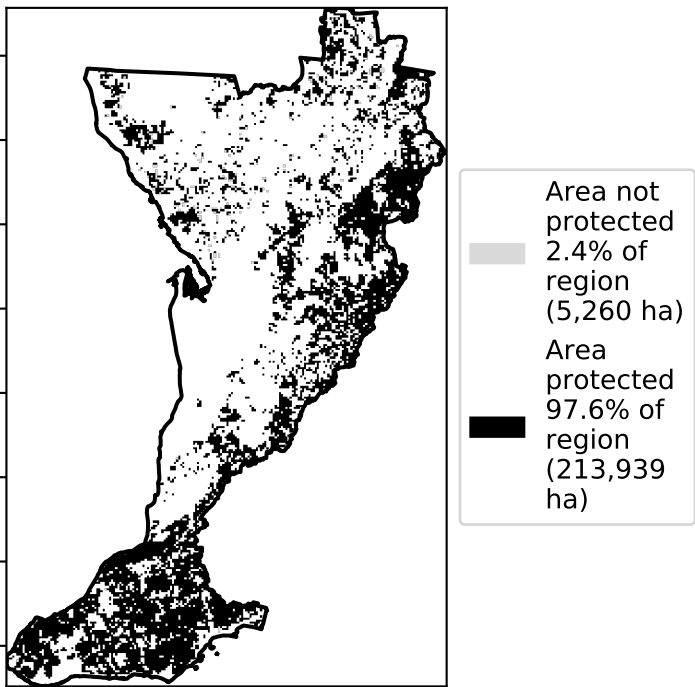 Area not
protected
2.4% of
region
(5,260 ha)
Area
protected
97.6% of
region
(213,939
ha)